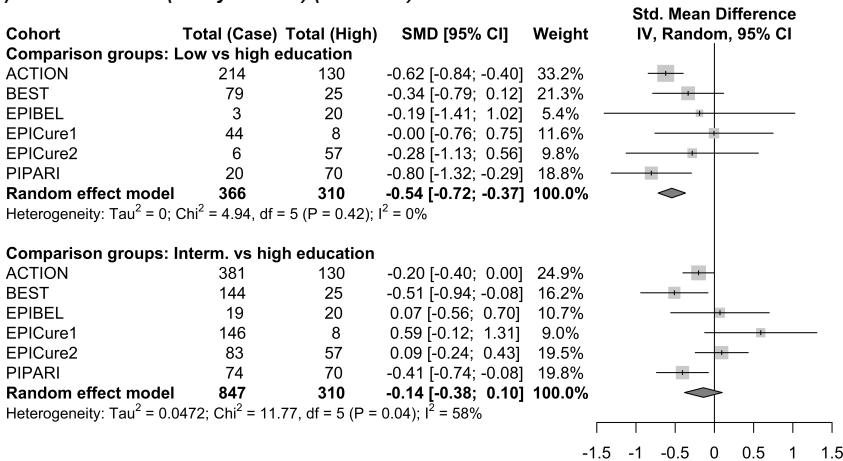 Std. Mean Difference
Cohort Total (Case) Total (High) SMD [95% CI] Weight IV, Random, 95% CI
Comparison groups: Low vs high education
ACTION 214 130 -0.62 [-0.84; -0.40] 33.2%
BEST 79 25 -0.34 [-0.79; 0.12] 21.3%
EPIBEL 3 20 -0.19 [-1.41; 1.02] 5.4%
EPICure1 44 8 -0.00 [-0.76; 0.75] 11.6%
EPICure2 6 57 -0.28 [-1.13; 0.56] 9.8%
PIPARI 20 70 -0.80 [-1.32; -0.29] 18.8%
Random effect model 366 310 -0.54 [-0.72; -0.37] 100.0%
Heterogeneity: Tau² = 0; Chi² = 4.94, df = 5 (P = 0.42); I² = 0%
Comparison groups: Interm. vs high education
ACTION 381 130 -0.20 [-0.40; 0.00] 24.9%
BEST 144 25 -0.51 [-0.94; -0.08] 16.2%
EPIBEL 19 20 0.07 [-0.56; 0.70] 10.7%
EPICure1 146 8 0.59 [-0.12; 1.31] 9.0%
EPICure2 83 57 0.09 [-0.24; 0.43] 19.5%
PIPARI 74 70 -0.41 [-0.74; -0.08] 19.8%
Random effect model 847 310 -0.14 [-0.38; 0.10] 100.0%
Heterogeneity: Tau² = 0.0472; Chi² = 11.77, df = 5 (P = 0.04); I² = 58%
-1.5 -1 -0.5 0 0.5 1 1.5